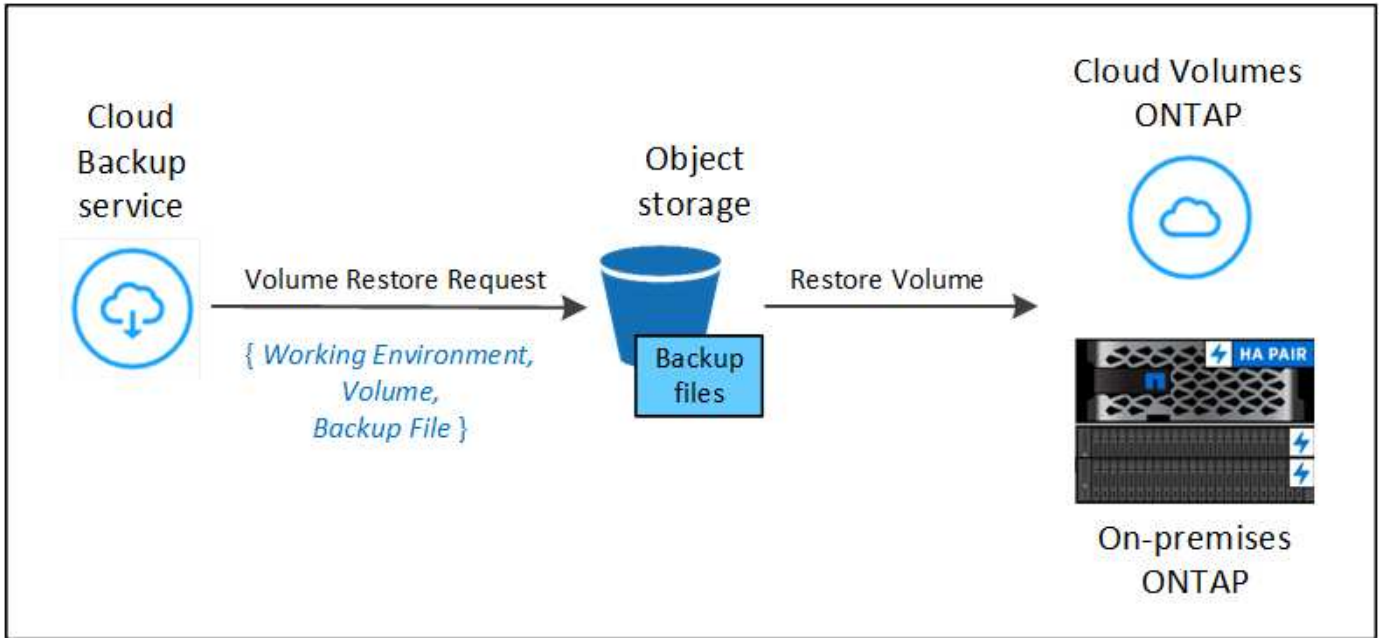 Cloud
Backup
service
Volume Restore Request
{ Working Environment,
Volume,
Backup File }
Object
storage
Backup
files
Restore Volume
Cloud Volumes
ONTAP
HA PAIR
On-premises
ONTAP